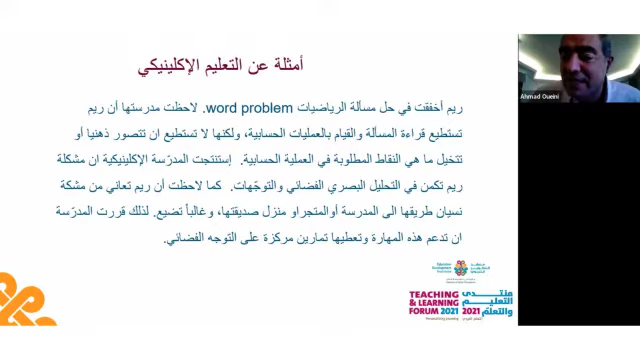 أمثلة عن التعليم الإكلينيكي
ريم أخفقت في حل مسألة الرياضيات word problem. لاحظت مدرستها أن ريم
تستطيع قراءة المسألة والقيام بالعمليات الحسابية، ولكنها لا تستطيع ان تتصور ذهنيا أو
تتخيل ما هي النقاط المطلوبة في العملية الحسابية. إستنتجت المدرّسة الإكلينيكية ان مشكلة
ريم تكمن في التحليل البصري الفضائي والتوجّهات. كما لاحظت أن ريم تعاني من مشكة
نسيان طريقها الى المدرسة أوالمتجراو منزل صديقتها، وغالباً تضيع. لذلك قررت المدرّسة
ان تدعم هذه المهارة وتعطيها تمارين مركزة على التوجه الفضائي.
Ahmad Oueini
TEACHING & LEARNING FORUM 2021
منتدى التعليم والتعلّم 2021